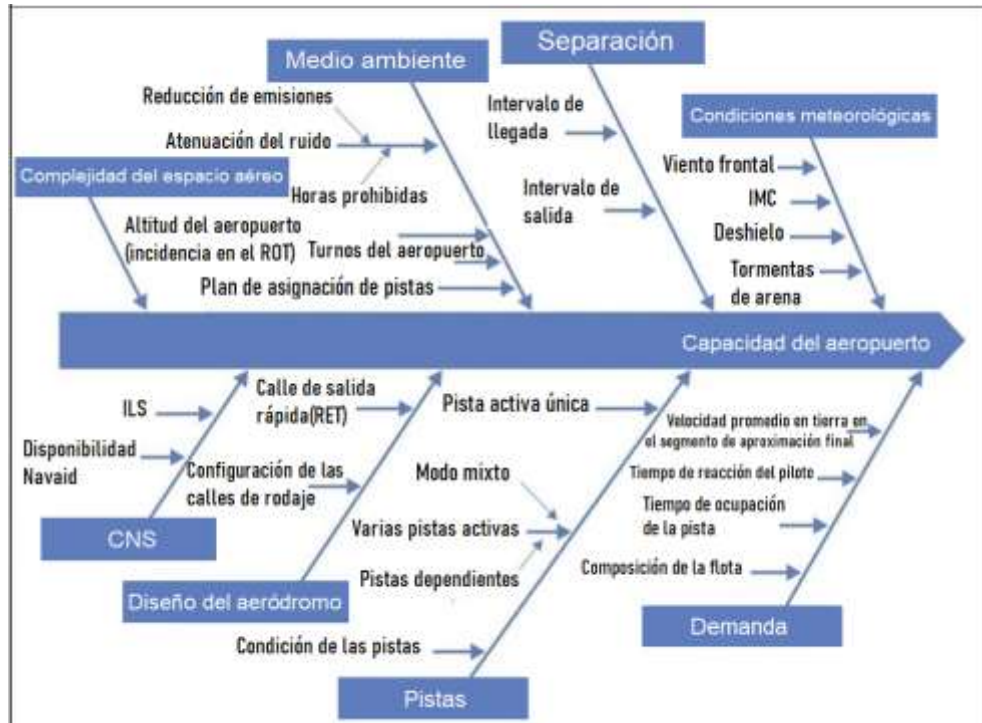 Separación
Medio ambiente
Reducción de emisiones
Atenuación del ruido
Horas prohibidas
Intervalo de
llegada
Intervalo de
salida
Condiciones meteorológicas
Viento frontal
IMC
Deshielo
Tormentas
de arena
Complejidad del espacio aéreo
Altitud del aeropuerto
(incidencia en el ROT)
Turnos del aeropuerto
Plan de asignación de pistas
Capacidad del aeropuerto
ILS
Disponibilidad
Navaid
CNS
Calle de salida
rápida(RET)
Configuración de las
calles de rodaje
Diseño del aeródromo
Pista activa única
Modo mixto
Varias pistas activas
Pistas dependientes
Condición de las pistas
Pistas
Velocidad promedio en tierra en
el segmento de aproximación final
Tiempo de reacción del piloto
Tiempo de ocupación
de la pista
Composición de la flota
Demanda